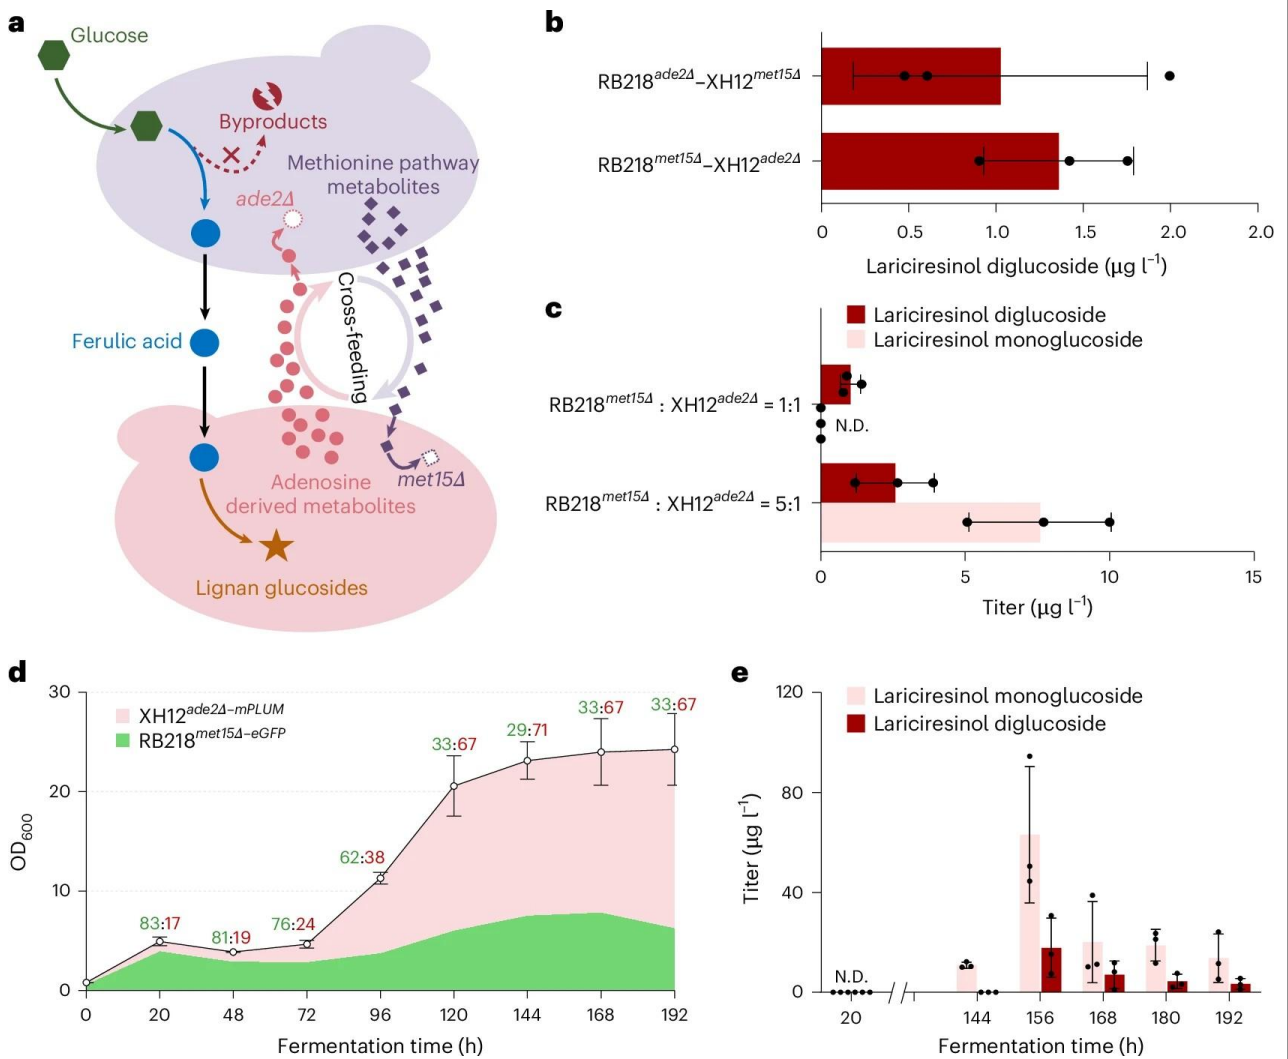 a
Glucose
Byproducts
Methionine pathway
metabolites
ade2Δ
Cross-feeding
Ferulic acid
met15Δ
Adenosine
derived metabolites
Lignan glucosides
b
RB218ade2Δ–XH12met15Δ
RB218met15Δ–XH12ade2Δ
0 0.5 1.0 1.5 2.0 2.0
Lariciresinol diglucoside (µg l−1)
c
Lariciresinol diglucoside
Lariciresinol monoglucoside
RB218met15Δ : XH12ade2Δ = 1:1
N.D.
RB218met15Δ : XH12ade2Δ = 5:1
0 5 10 15
Titer (µg l−1)
d
30
20
10
0
OD600
XH12ade2Δ–mPLUM
RB218met15Δ–eGFP
83:17
81:19
76:24
62:38
33:67
29:71
33:67
33:67
0 20 48 72 96 120 144 168 192
Fermentation time (h)
e
120
80
40
0
Titer (µg l−1)
Lariciresinol monoglucoside
Lariciresinol diglucoside
N.D.
20 144 156 168 180 192
Fermentation time (h)